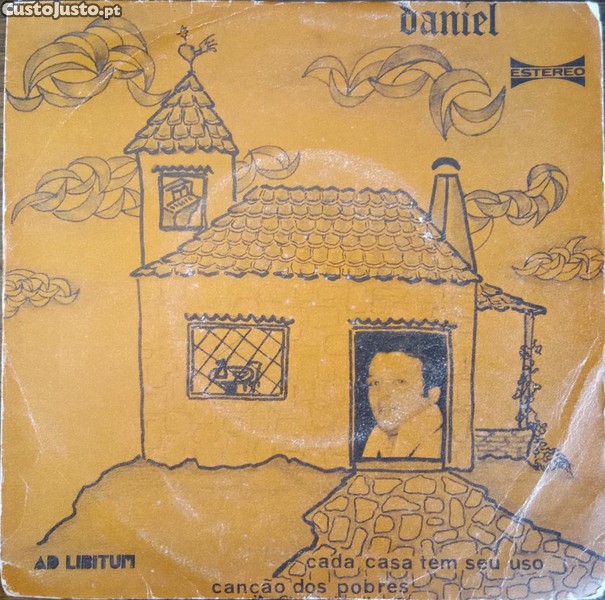 CustoJusto.pt
daniel
ESTEREO
AD LIBITUM
cada casa tem seu uso
canção dos pobres